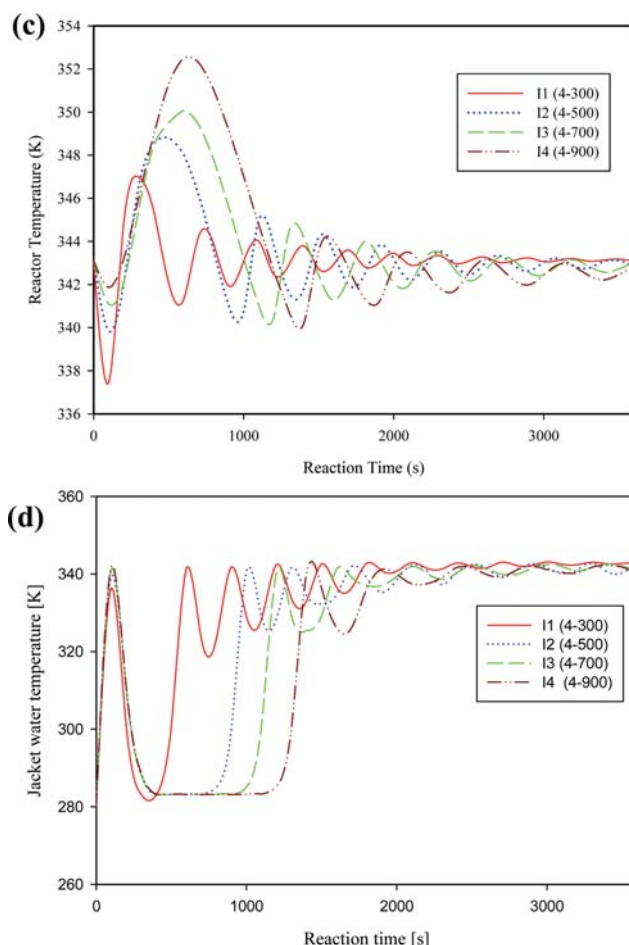 (c)
354
352
350
348
346
344
342
340
338
336
Reactor Temperature (K)
I1 (4-300)
I2 (4-500)
I3 (4-700)
I4 (4-900)
0 1000 2000 3000
Reaction Time (s)
(d)
360
340
320
300
280
260
Jacket water temperature [K]
I1 (4-300)
I2 (4-500)
I3 (4-700)
I4 (4-900)
0 1000 2000 3000
Reaction time [s]